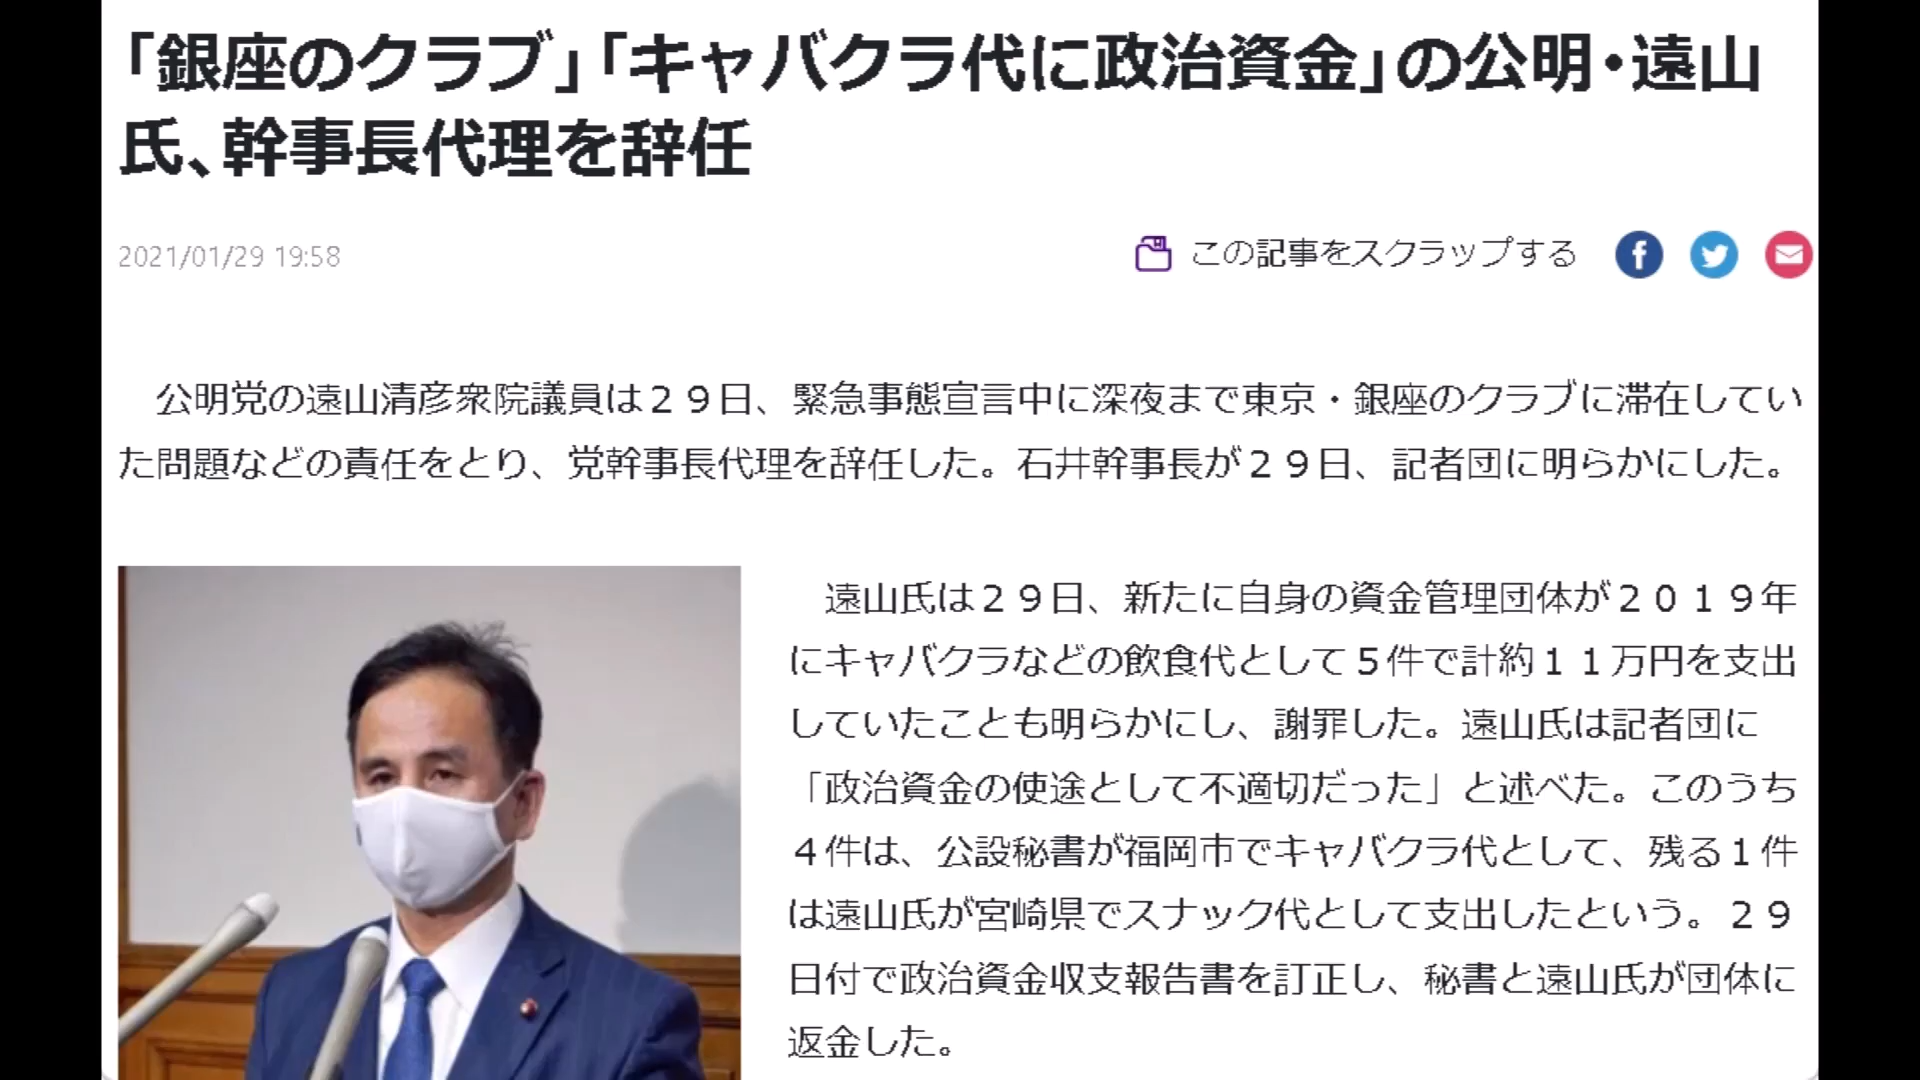 「銀座のクラブ」「キャバクラ代に政治資金」の公明・遠山
氏、幹事長代理を辞任
2021/01/29 19:58
この記事をスクラップする
公明党の遠山清彦衆院議員は２９日、緊急事態宣言中に深夜まで東京・銀座のクラブに滞在してい
た問題などの責任をとり、党幹事長代理を辞任した。石井幹事長が２９日、記者団に明らかにした。
遠山氏は２９日、新たに自身の資金管理団体が２０１９年
にキャバクラなどの飲食代として５件で計約１１万円を支出
していたことも明らかにし、謝罪した。遠山氏は記者団に
「政治資金の使途として不適切だった」と述べた。このうち
４件は、公設秘書が福岡市でキャバクラ代として、残る１件
は遠山氏が宮崎県でスナック代として支出したという。２９
日付で政治資金収支報告書を訂正し、秘書と遠山氏が団体に
返金した。